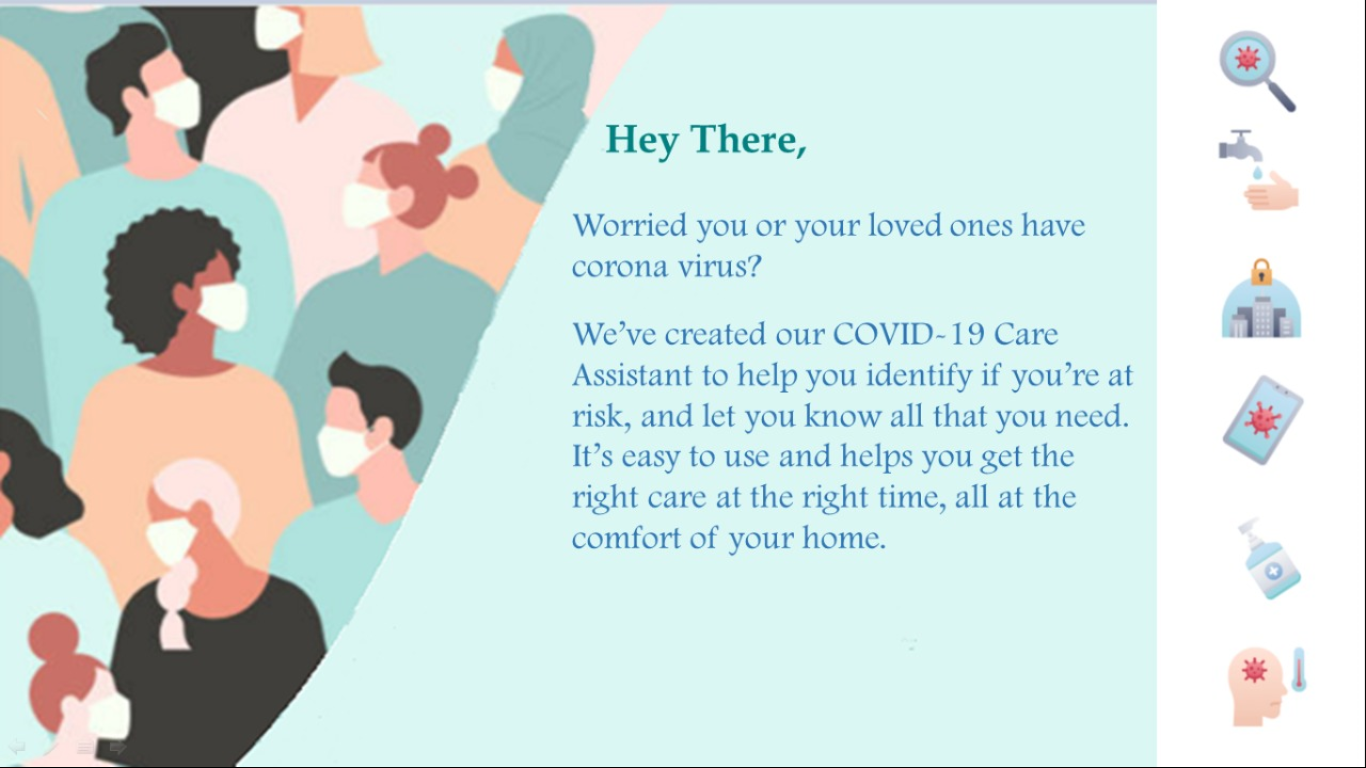 Hey There,
Worried you or your loved ones have
corona virus?
We've created our COVID-19 Care
Assistant to help you identify if you're at
risk, and let you know all that you need.
It's easy to use and helps you get the
right care at the right time, all at the
comfort of your home.